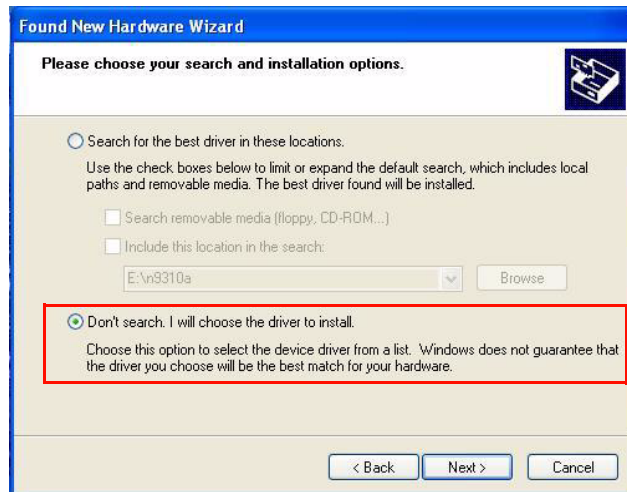 Found New Hardware Wizard
Please choose your search and installation options.
Search for the best driver in these locations.
Use the check boxes below to limit or expand the default search, which includes local
paths and removable media. The best driver found will be installed.
Search removable media (floppy, CD-ROM...)
Include this location in the search:
E:\n9310a
Browse
Don't search. I will choose the driver to install.
Choose this option to select the device driver from a list. Windows does not guarantee that
the driver you choose will be the best match for your hardware.
< Back Next > Cancel